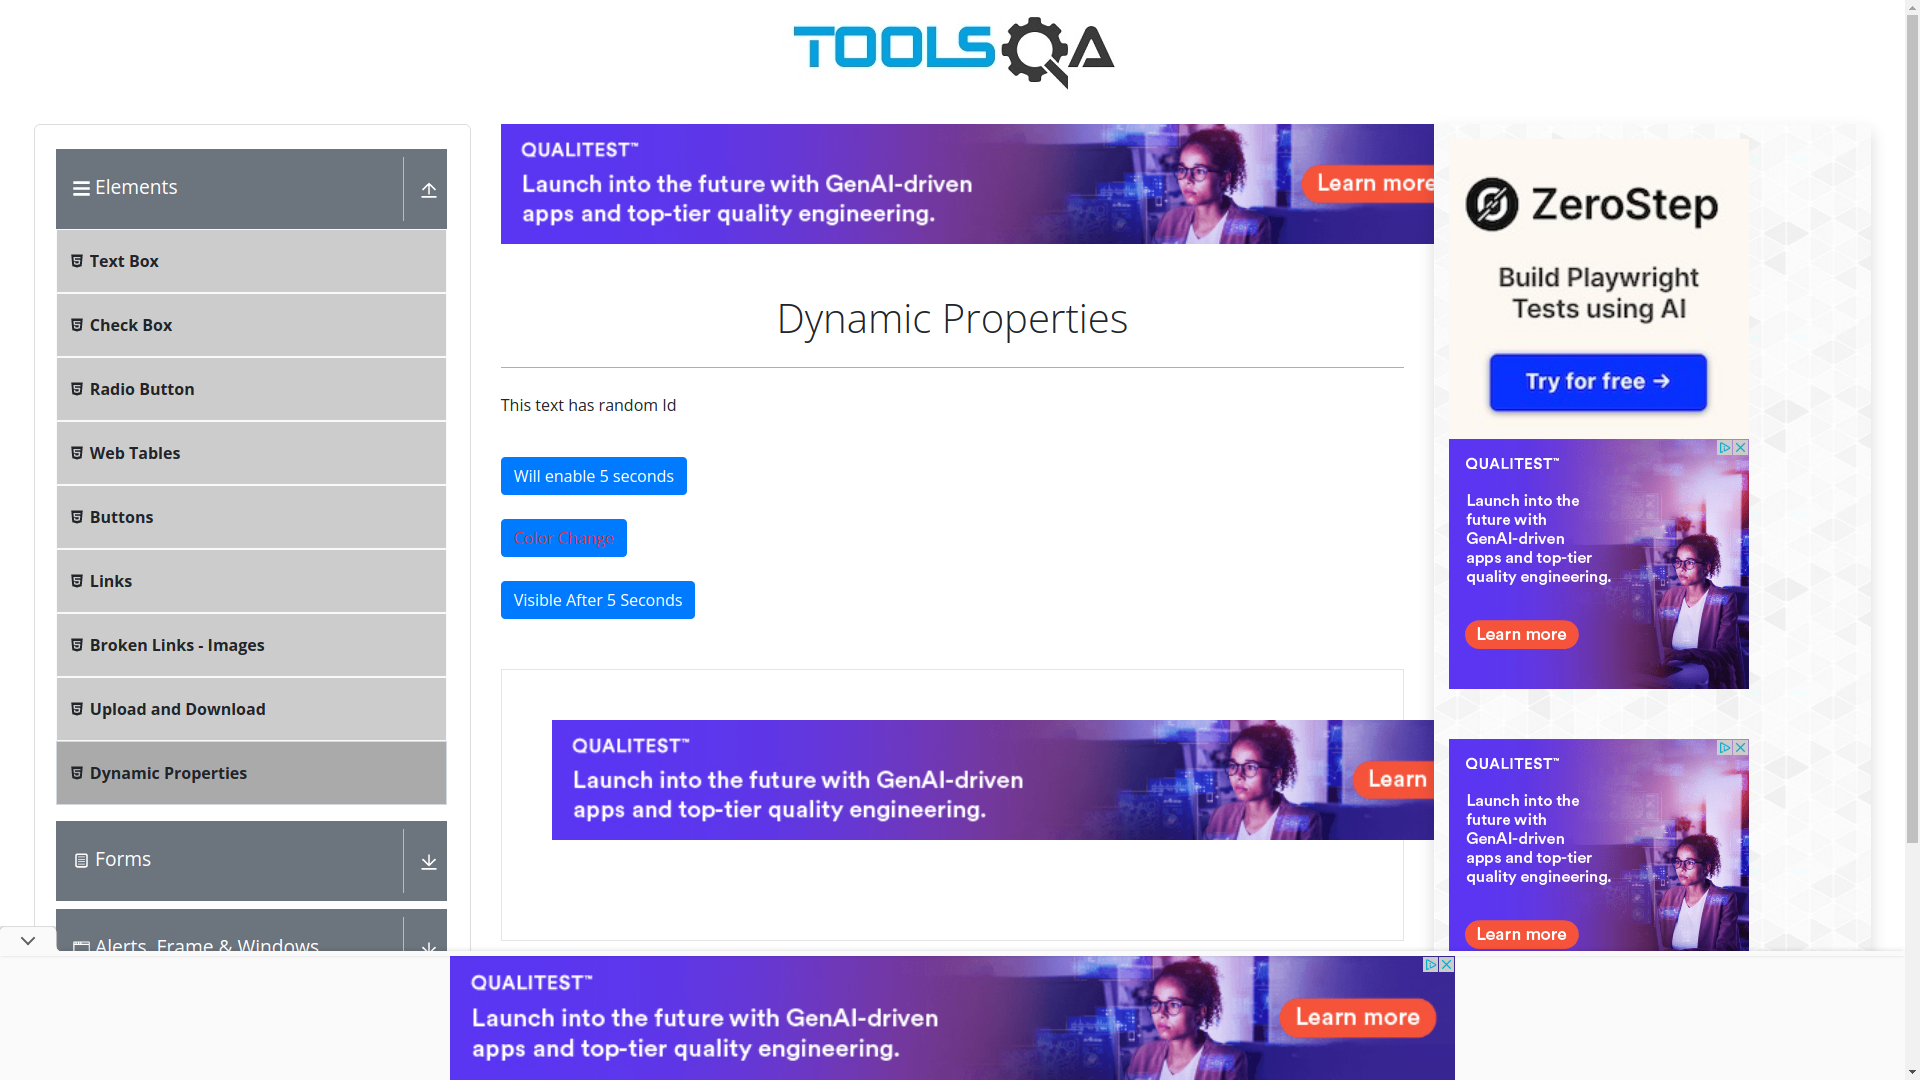 TOOLSQA
Elements
Text Box
Check Box
Radio Button
Web Tables
Buttons
Links
Broken Links - Images
Upload and Download
Dynamic Properties
Forms
Alerts, Frame & Windows
QUALITEST™
Launch into the future with GenAI-driven
apps and top-tier quality engineering.
Learn more
Dynamic Properties
This text has random Id
Will enable 5 seconds
Color Change
Visible After 5 Seconds
QUALITEST™
Launch into the future with GenAI-driven
apps and top-tier quality engineering.
Learn
ZeroStep
Build Playwright
Tests using AI
Try for free →
QUALITEST™
Launch into the
future with
GenAI-driven
apps and top-tier
quality engineering.
Learn more
QUALITEST™
Launch into the
future with
GenAI-driven
apps and top-tier
quality engineering.
Learn more
QUALITEST™
Launch into the future with GenAI-driven
apps and top-tier quality engineering.
Learn more